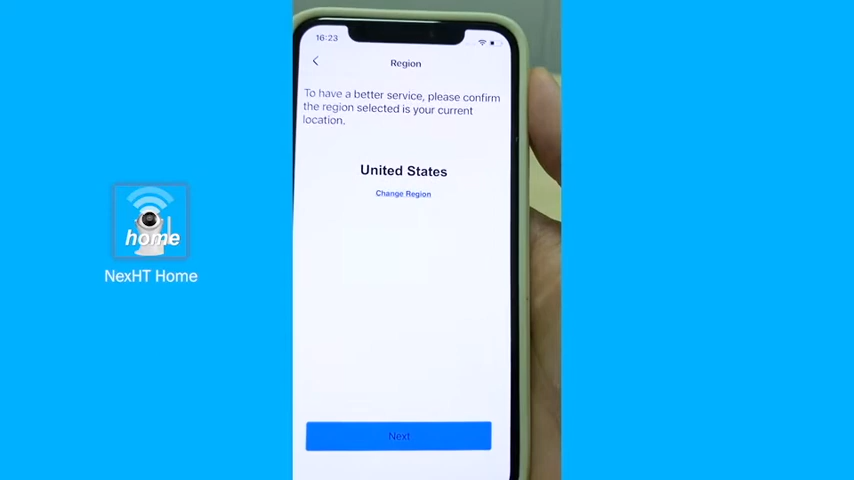 16:23
Region
To have a better service, please confirm
the region selected is your current
location.
United States
Change Region
home
NexHT Home
Next